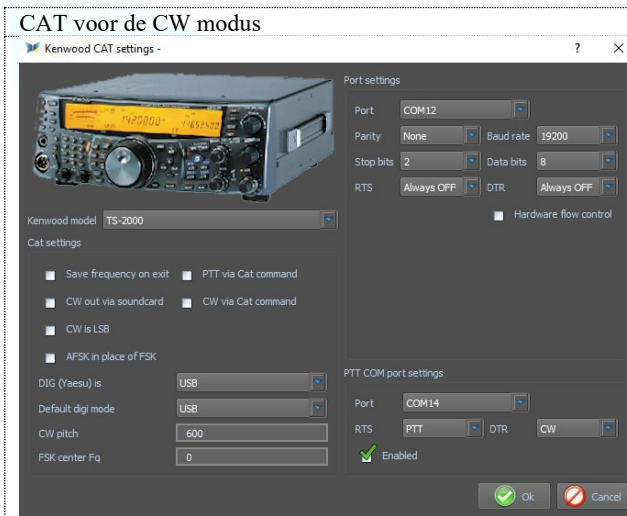 CAT voor de CW modus
Kenwood CAT settings -
? X
Port settings
Port COM12
Parity None Baud rate 19200
Stop bits 2 Data bits 8
RTS Always OFF DTR Always OFF
Hardware flow control
Kenwood model TS-2000
Cat settings
Save frequency on exit PTT via Cat command
CW out via soundcard CW via Cat command
CW is LSB
AFSK in place of FSK
DIG (Yaesu) is USB
Default digi mode USB
CW pitch 600
FSK center Fq 0
PTT COM port settings
Port COM14
RTS PTT DTR CW
Enabled
Ok Cancel